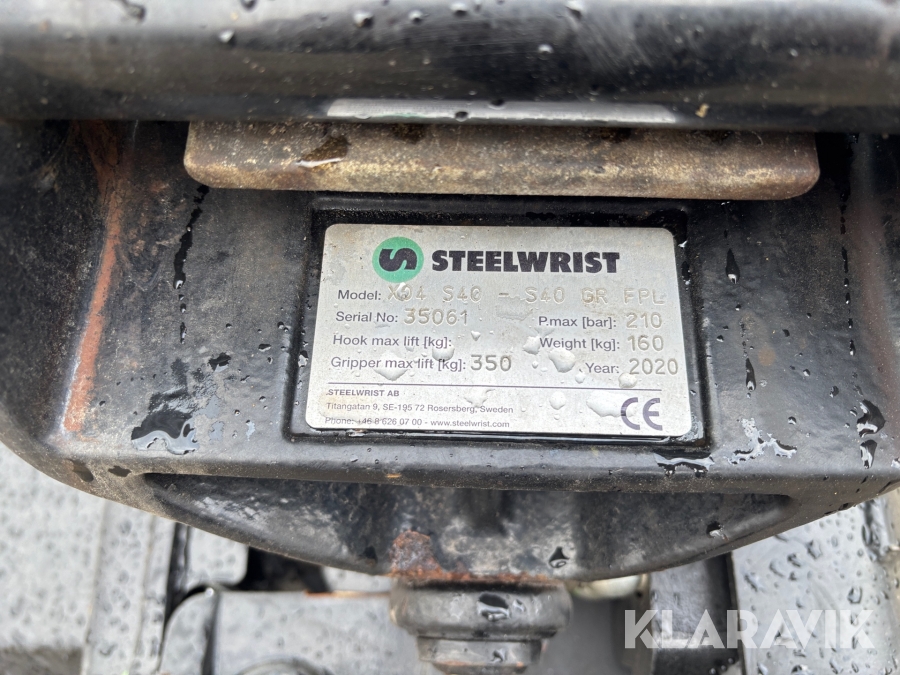 STEELWRIST
Model: X04 S40 - S40 GR FPL
Serial No: 35061 P.max [bar]: 210
Hook max lift [kg]: Weight [kg]: 160
Gripper max lift [kg]: 350 Year: 2020
STEELWRIST AB
Titangatan 9, SE-195 72 Rosersberg, Sweden
Phone: +46-8 626 07 00 - www.steelwrist.com
CE
KLARAVIK